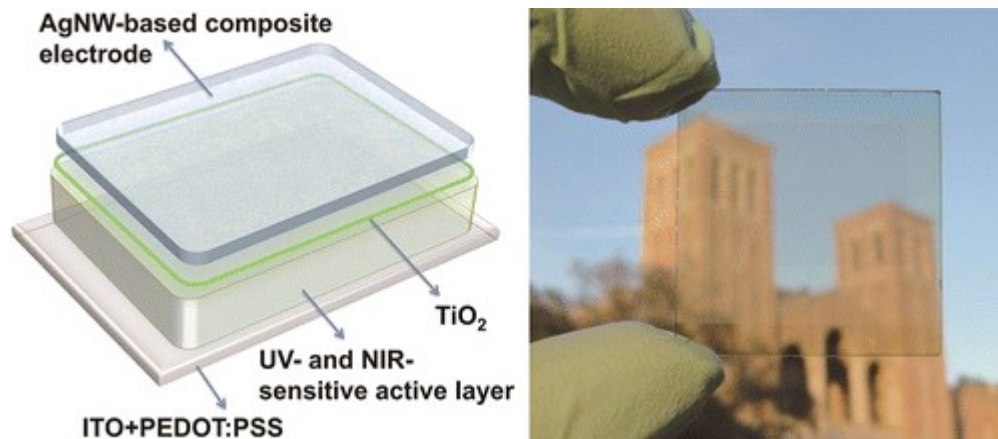 AgNW-based composite
electrode
TiO₂
UV- and NIR-
sensitive active layer
ITO+PEDOT:PSS